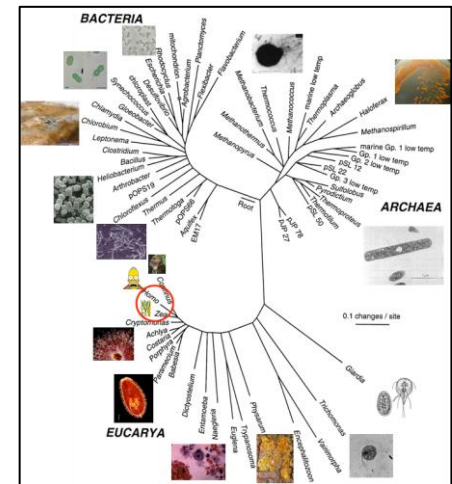 BACTERIA
Flavobacterium
Flexibacter
Planctomyces
Agrobacterium
mitochondrion
Rhodocyclus
Escherichia
Desulfovibrio
chloroplast
Synechococcus
Gloeobacter
Chlamydia
Chlorobium
Leptonema
Clostridium
Bacillus
Heliobacterium
Arthrobacter
pOPS19
Chloroflexus
Thermus
Thermotoga
pOPS66
Aquifex
EM17
Root
Methanopyrus
Methanothermus
Methanobacterium
Thermococcus
Methanococcus
marine low temp
Thermoplasma
Archaeoglobus
Haloferax
Methanospirillum
marine Gp. 1 low temp
Gp. 1 low temp
Gp. 2 low temp
pSL 12
pSL 22
Gp. 3 low temp
Sulfolobus
Pyrodictium
Thermoproteus
Thermofilum
pSL 50
pJP 78
pJP 27
ARCHAEA
0.1 changes / site
Coprinus
Homo
Zea
Cryptomonas
Achlya
Costaria
Porphyra
Paramecium
Babesia
Dictyostelium
Entamoeba
Naegleria
Euglena
Trypanosoma
Physarum
Encephalitozoon
Vairimorpha
Trichomonas
Giardia
EUCARYA